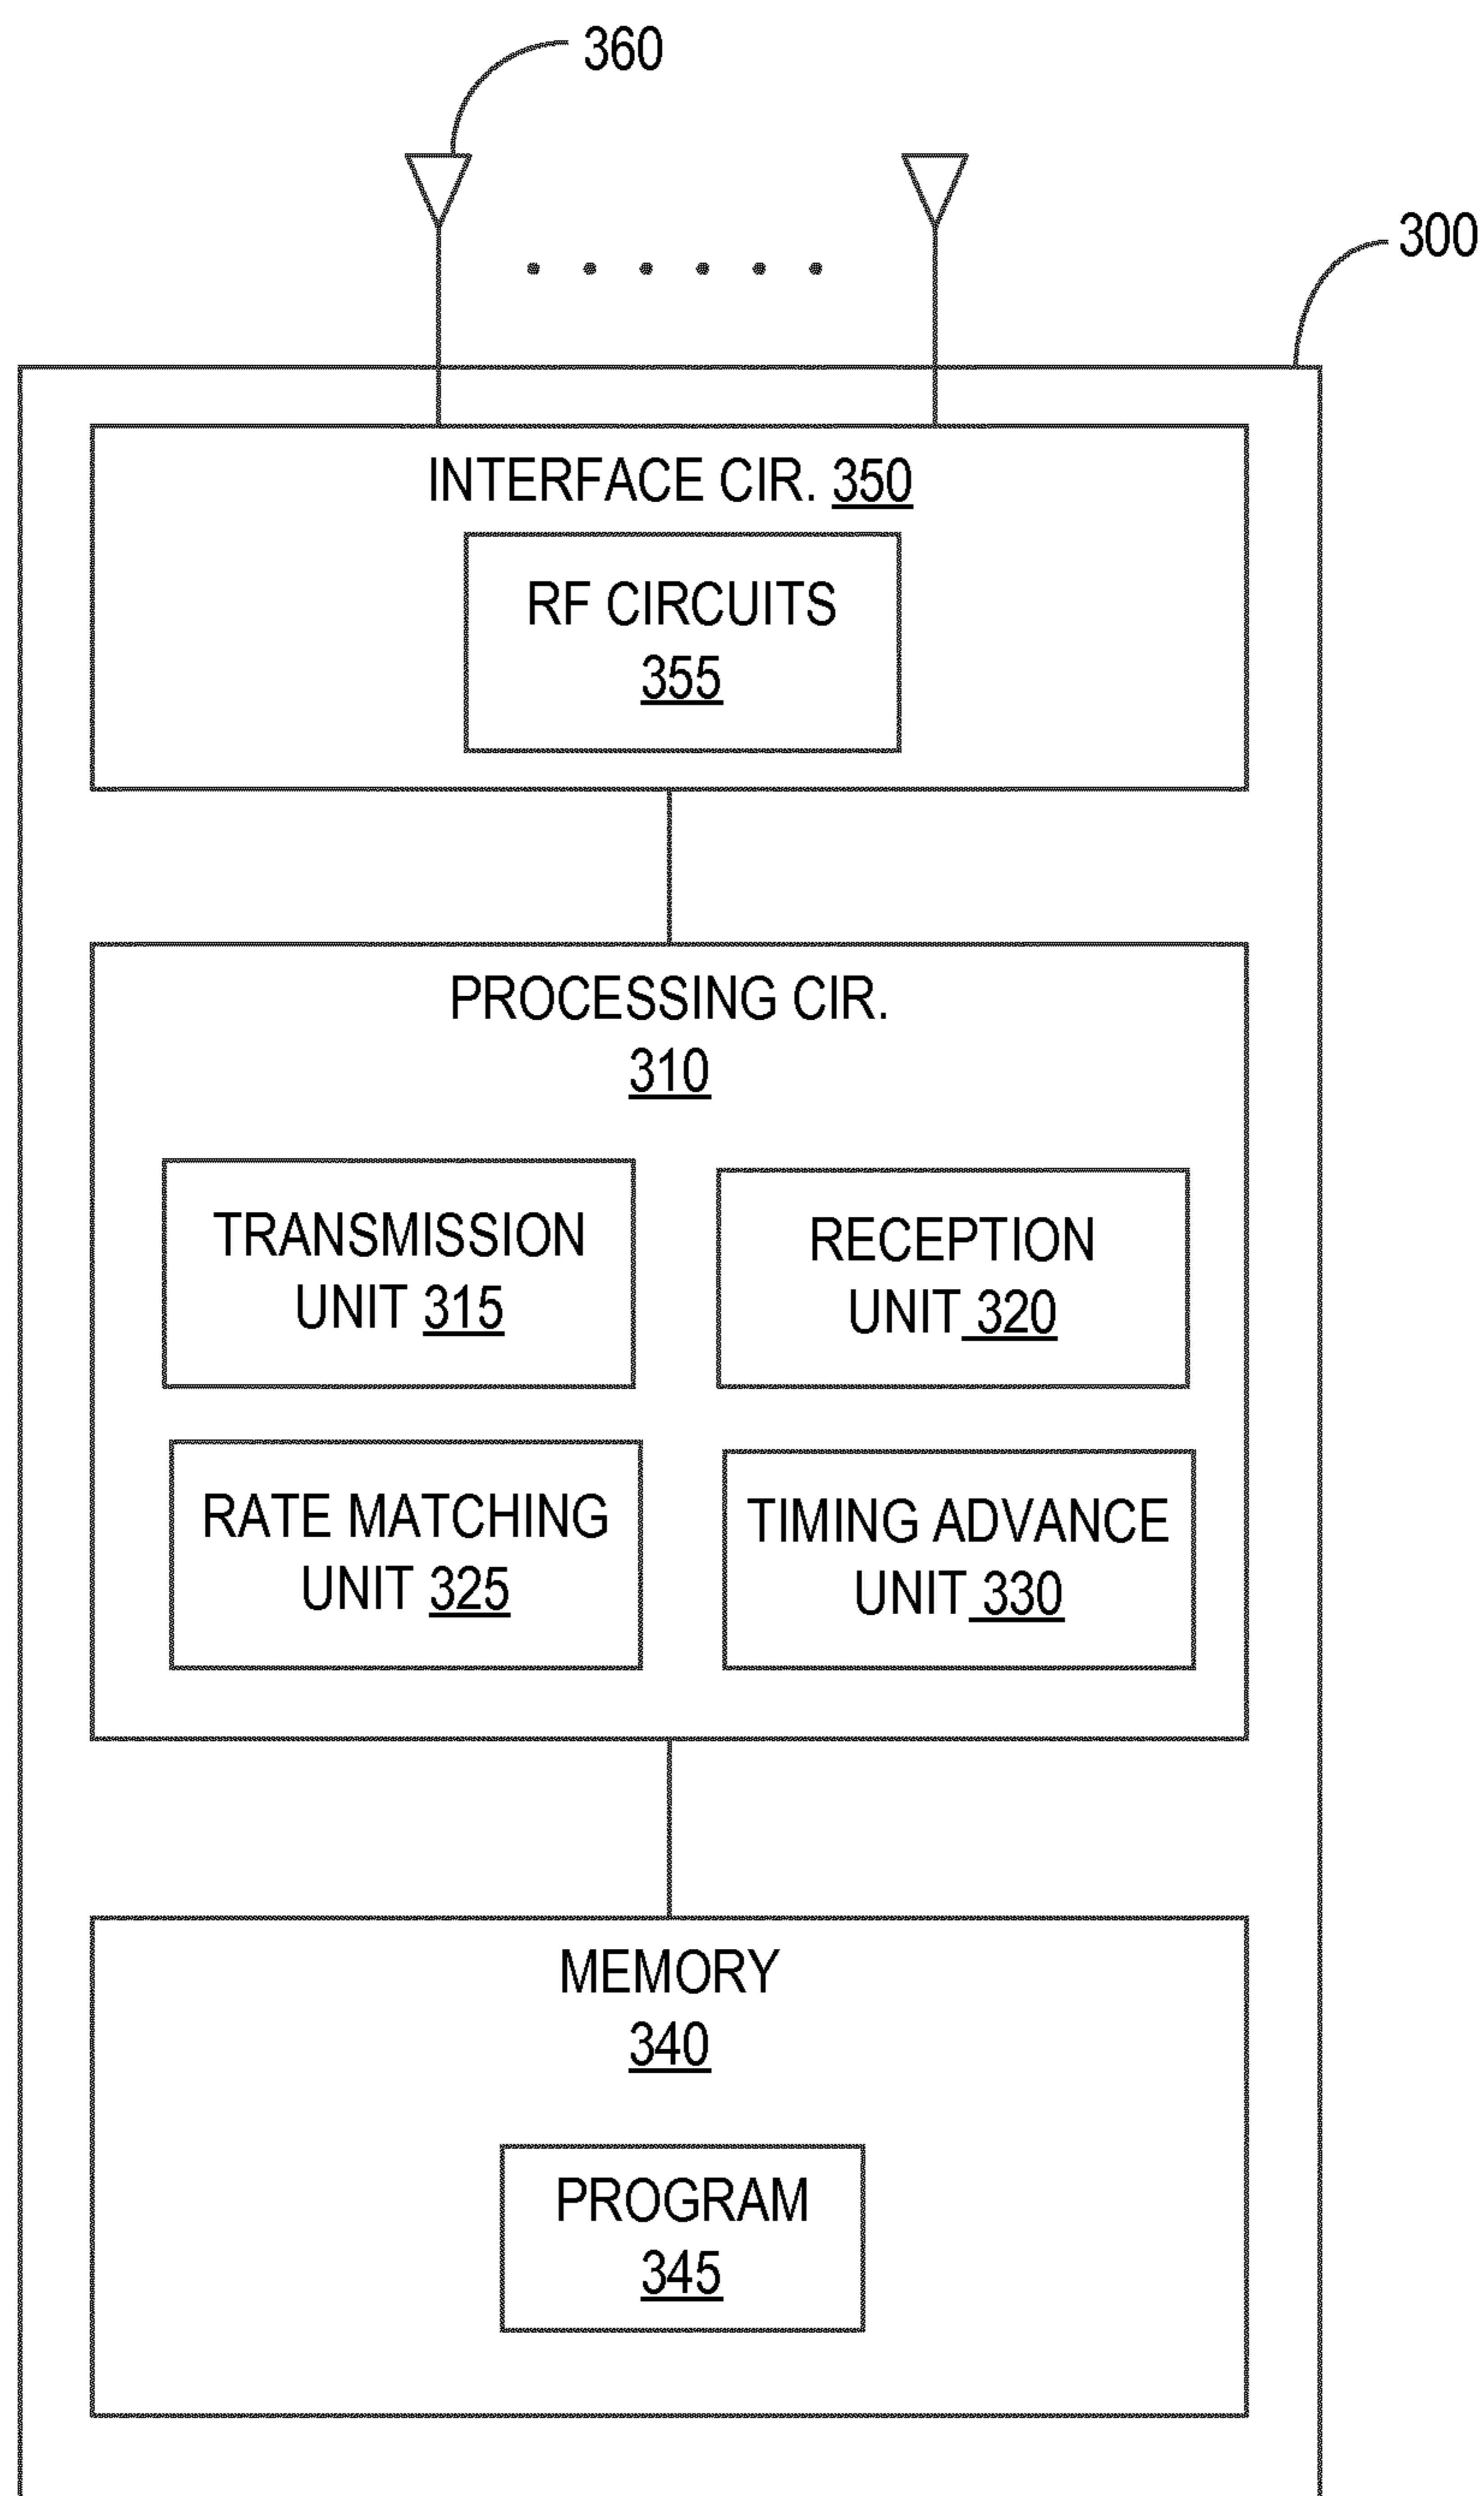 360
300
INTERFACE CIR. 350
RF CIRCUITS
355
PROCESSING CIR.
310
TRANSMISSION
UNIT 315
RECEPTION
UNIT 320
RATE MATCHING
UNIT 325
TIMING ADVANCE
UNIT 330
MEMORY
340
PROGRAM
345